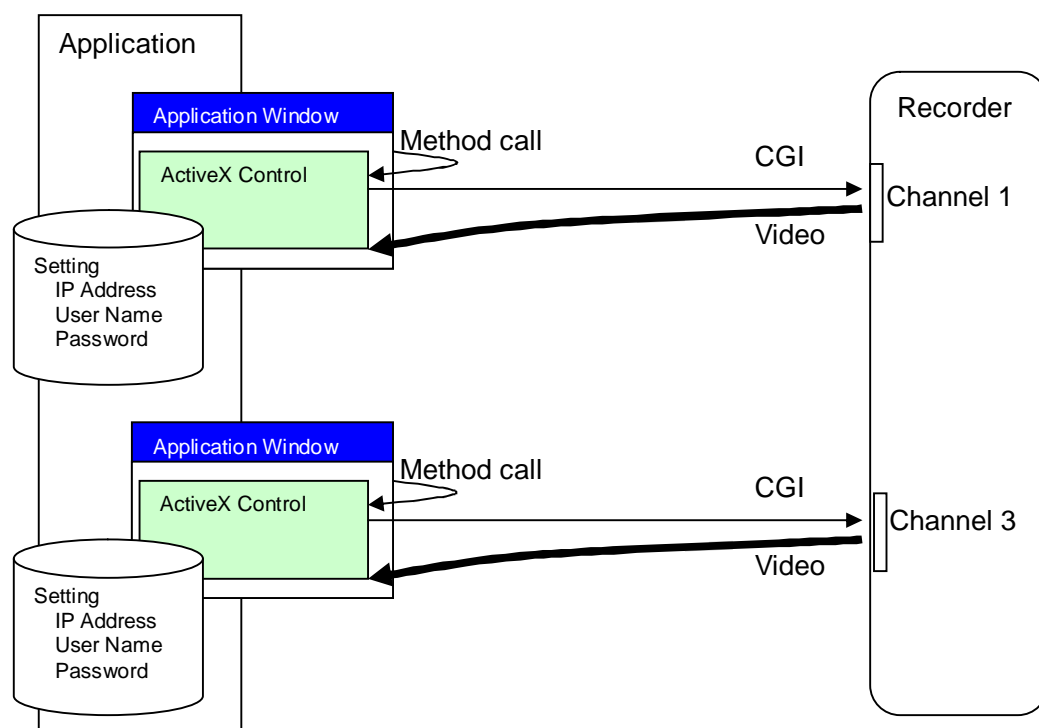 Application
Application Window
Method call
ActiveX Control
CGI
Video
Setting
IP Address
User Name
Password
Recorder
Channel 1
Application Window
Method call
ActiveX Control
CGI
Video
Setting
IP Address
User Name
Password
Channel 3